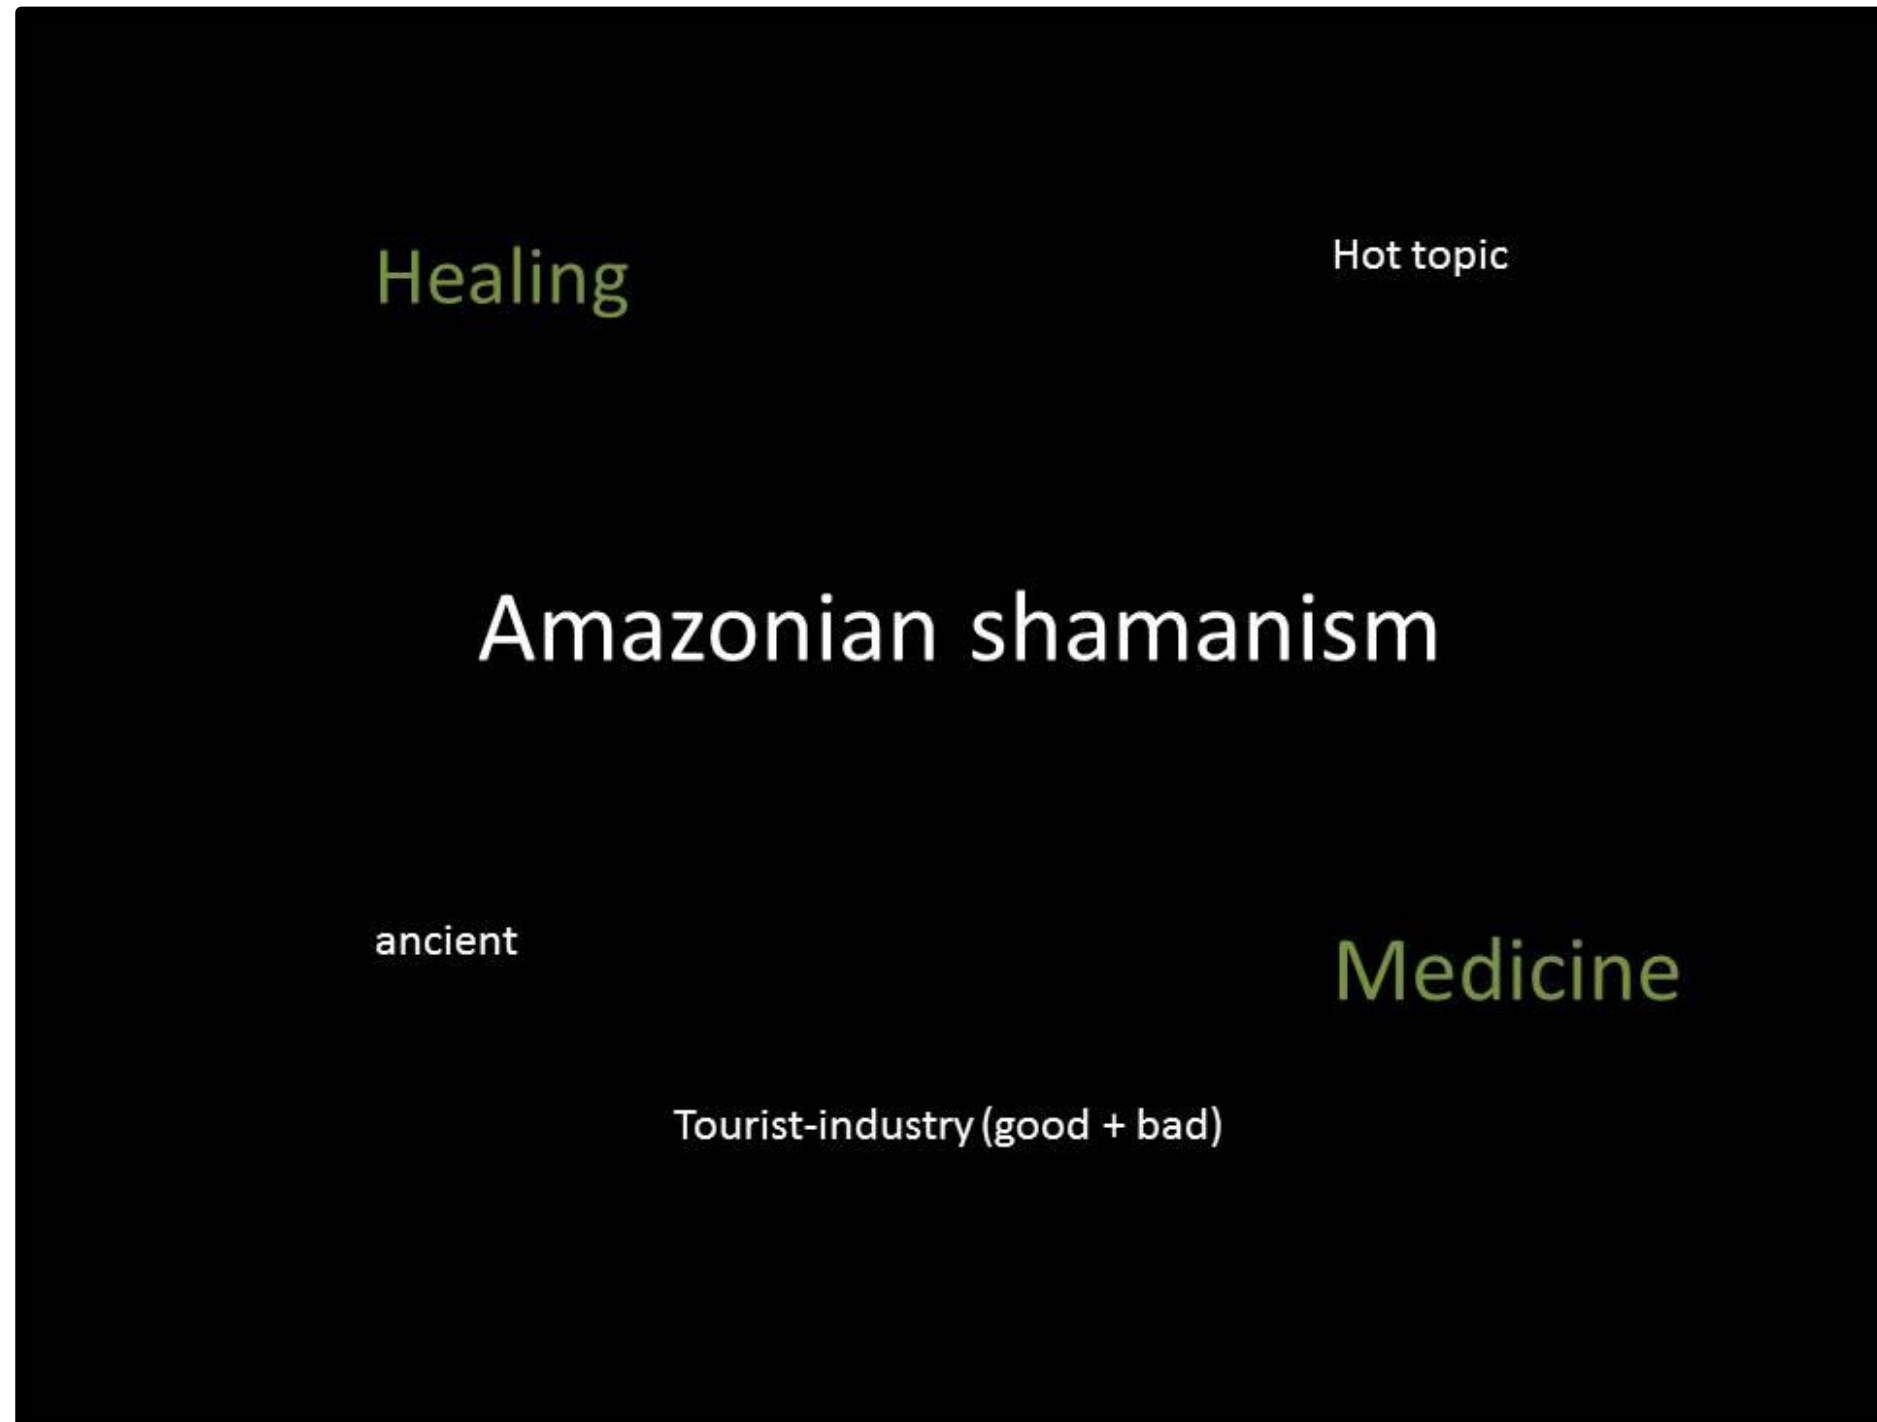 Healing
Hot topic
Amazonian shamanism
ancient
Medicine
Tourist-industry (good + bad)